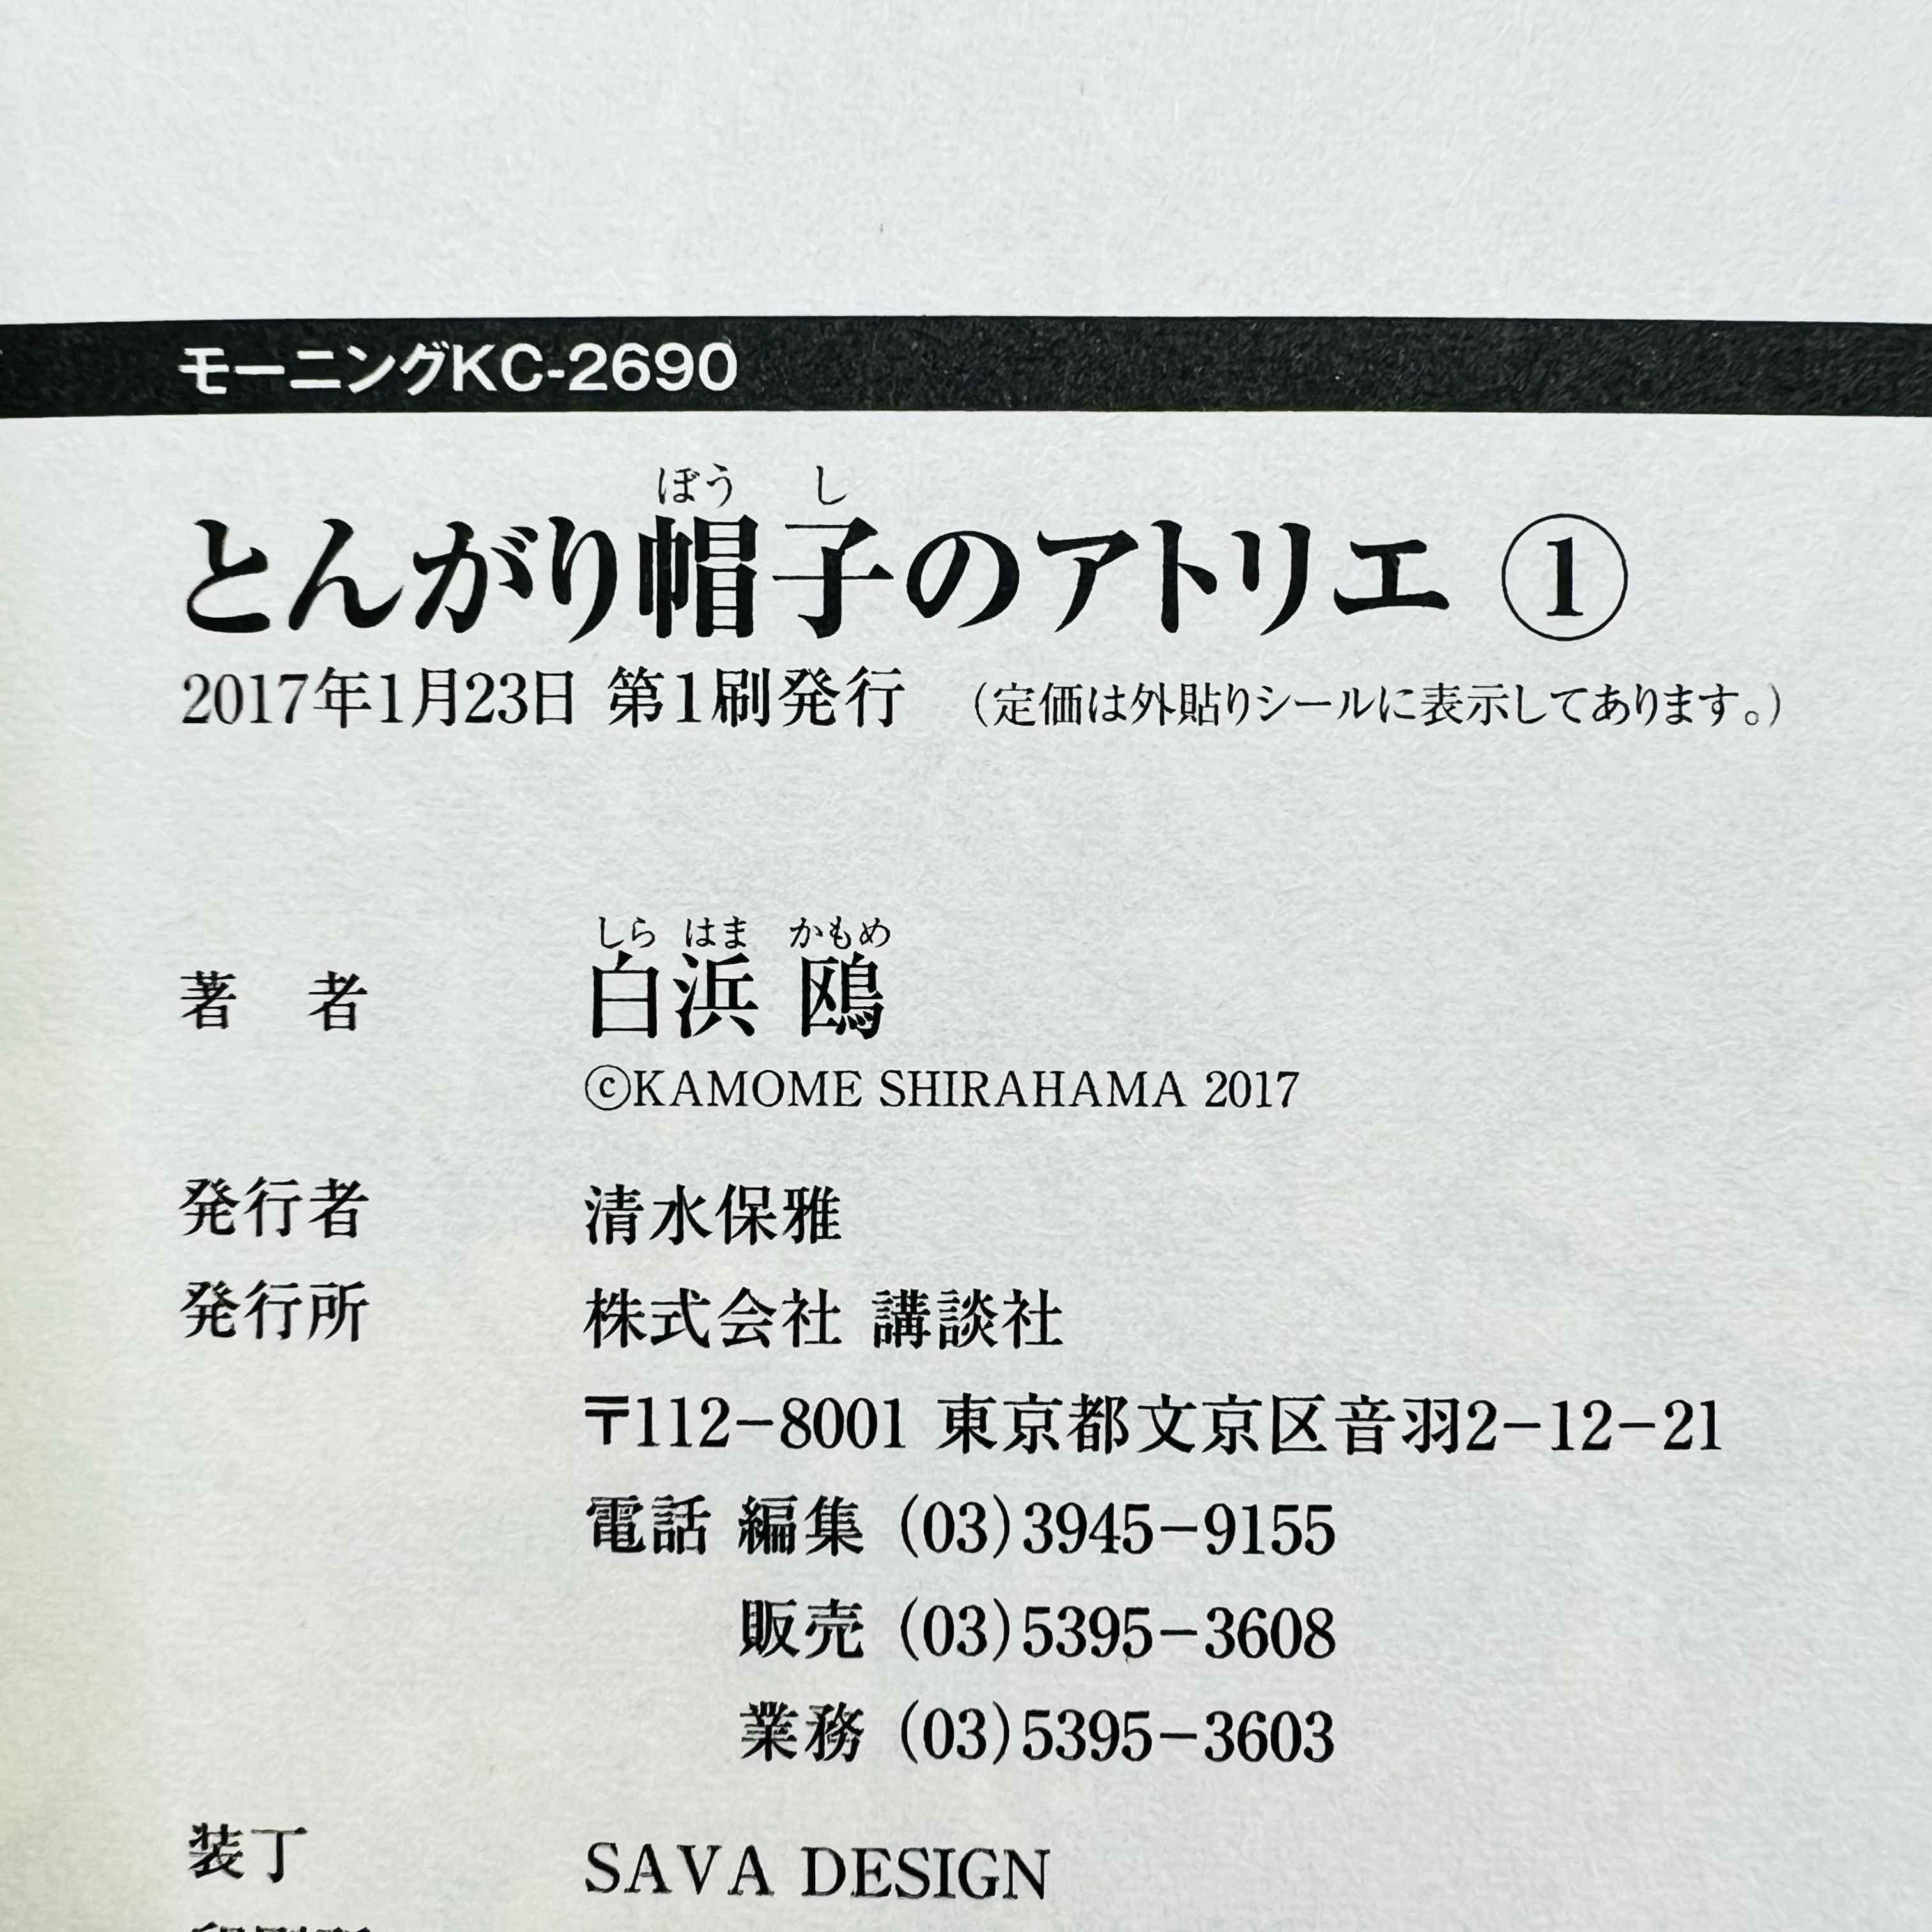 モーニングKC-2690
ぼう し
とんがり帽子のアトリエ ①
2017年1月23日 第1刷発行 （定価は外貼りシールに表示してあります。）
しら はま かもめ
著 者 白浜 鷗
©KAMOME SHIRAHAMA 2017
発行者 清水保雅
発行所 株式会社 講談社
〒112−8001 東京都文京区音羽2−12−21
電話 編集 (03)3945−9155
販売 (03)5395−3608
業務 (03)5395−3603
装丁 SAVA DESIGN